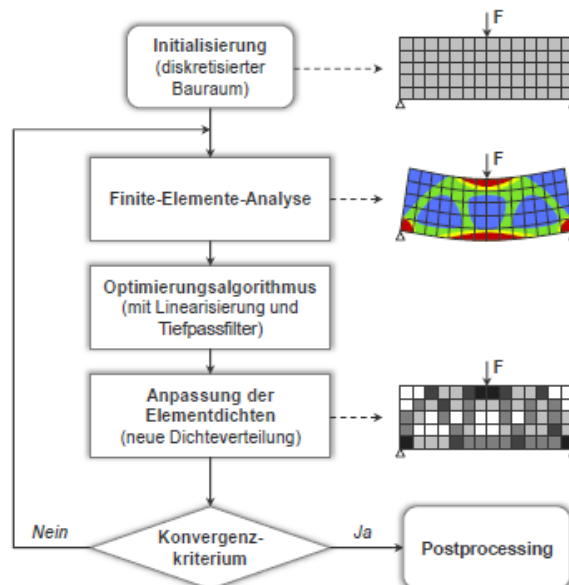 Initialisierung
(diskretisierter
Bauraum)
F
Finite-Elemente-Analyse
F
Optimierungsalgorithmus
(mit Linearisierung und
Tiefpassfilter)
Anpassung der
Elementdichten
(neue Dichteverteilung)
F
Nein
Konvergenz-
kriterium
Ja
Postprocessing